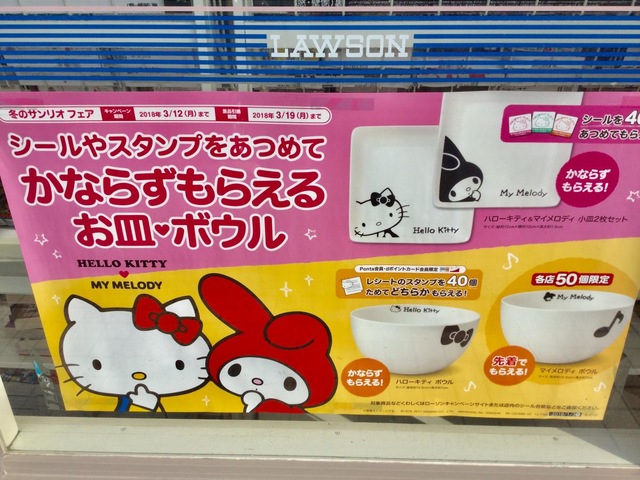 LAWSON
冬のサンリオ フェア
キャンペーン期間
2018年 3/12(月)まで
景品引換期間
2018年 3/19(月)まで
シールやスタンプをあつめて
かならずもらえる
お皿♥ボウル
HELLO KITTY
♥
MY MELODY
シールを40
あつめてもら
かならず
もらえる!
Hello Kitty
My Melody
ハローキティ&マイメロディ 小皿2枚セット
Ponta会員・dポイントカード会員限定
レシートのスタンプを40個
ためてどちらかもらえる!
Hello Kitty
かならず
もらえる!
ハローキティ ボウル
各店50個限定
My Melody
先着で
もらえる!
マイメロディ ボウル